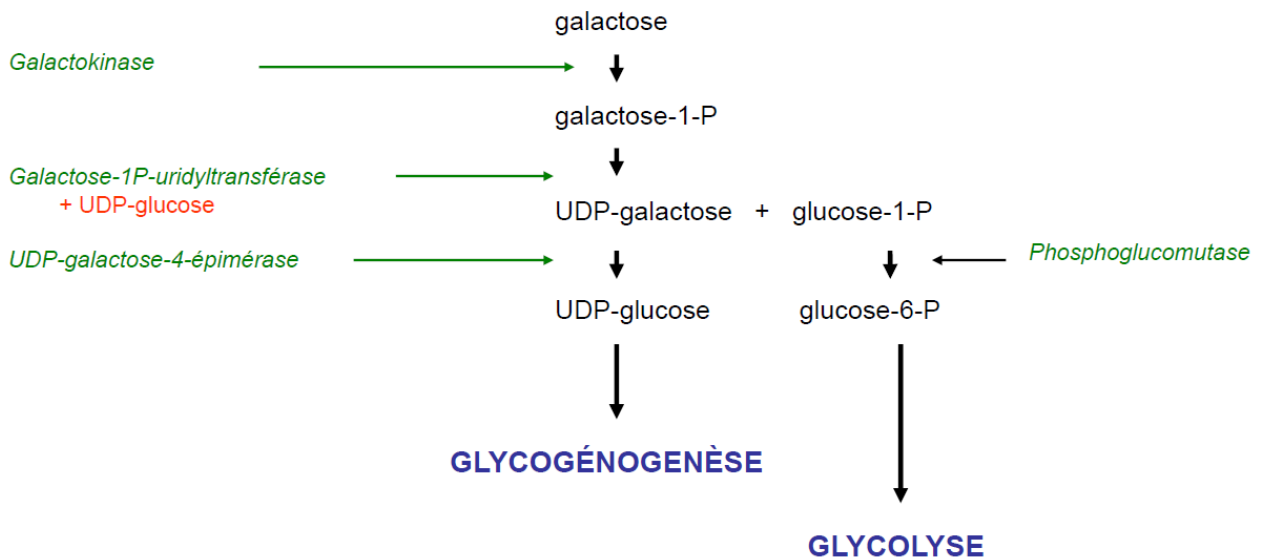 galactose
Galactokinase
galactose-1-P
Galactose-1P-uridyltransférase
+ UDP-glucose
UDP-galactose + glucose-1-P
UDP-galactose-4-épimérase
Phosphoglucomutase
UDP-glucose
glucose-6-P
GLYCOGÉNOGENÈSE
GLYCOLYSE